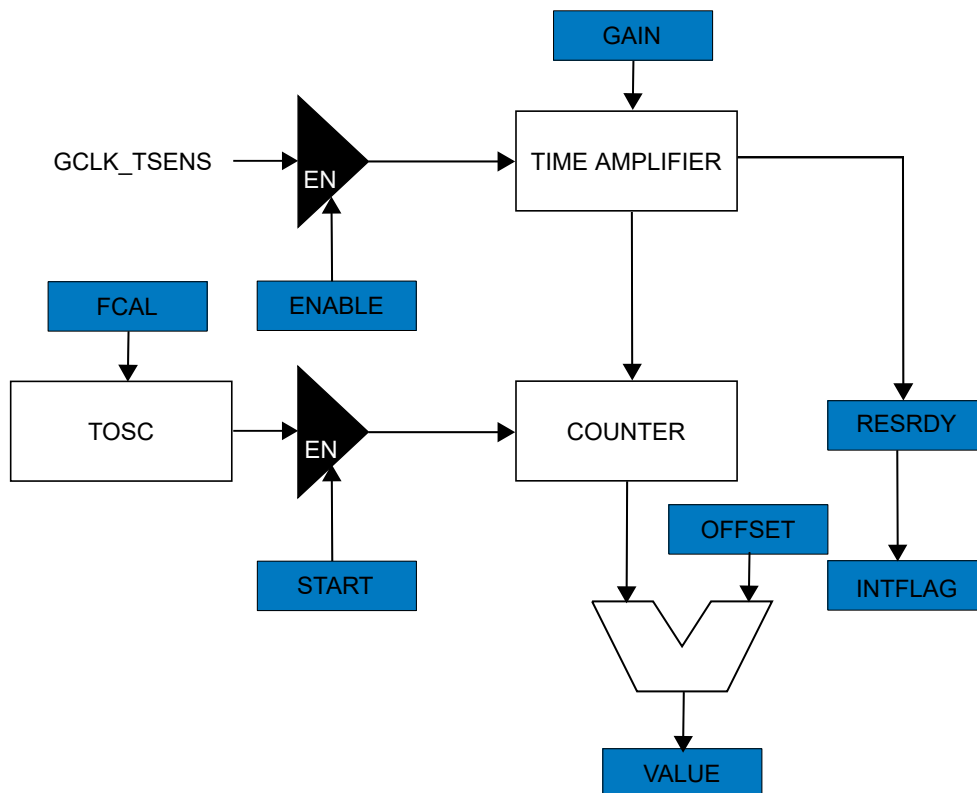 GAIN
GCLK_TSENS
EN
TIME AMPLIFIER
FCAL
ENABLE
TOSC
EN
COUNTER
RESRDY
OFFSET
START
INTFLAG
VALUE